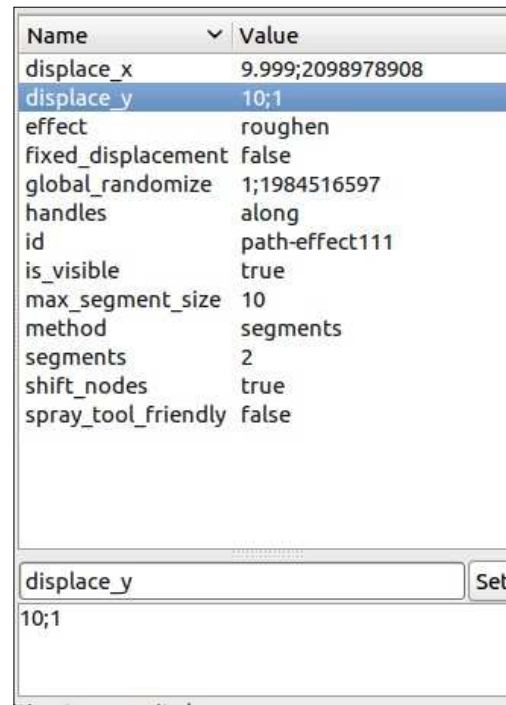 Name Value
displace_x 9.999;2098978908
displace_y 10;1
effect roughen
fixed_displacement false
global_randomize 1;1984516597
handles along
id path-effect111
is_visible true
max_segment_size 10
method segments
segments 2
shift_nodes true
spray_tool_friendly false
displace_y Set
10;1